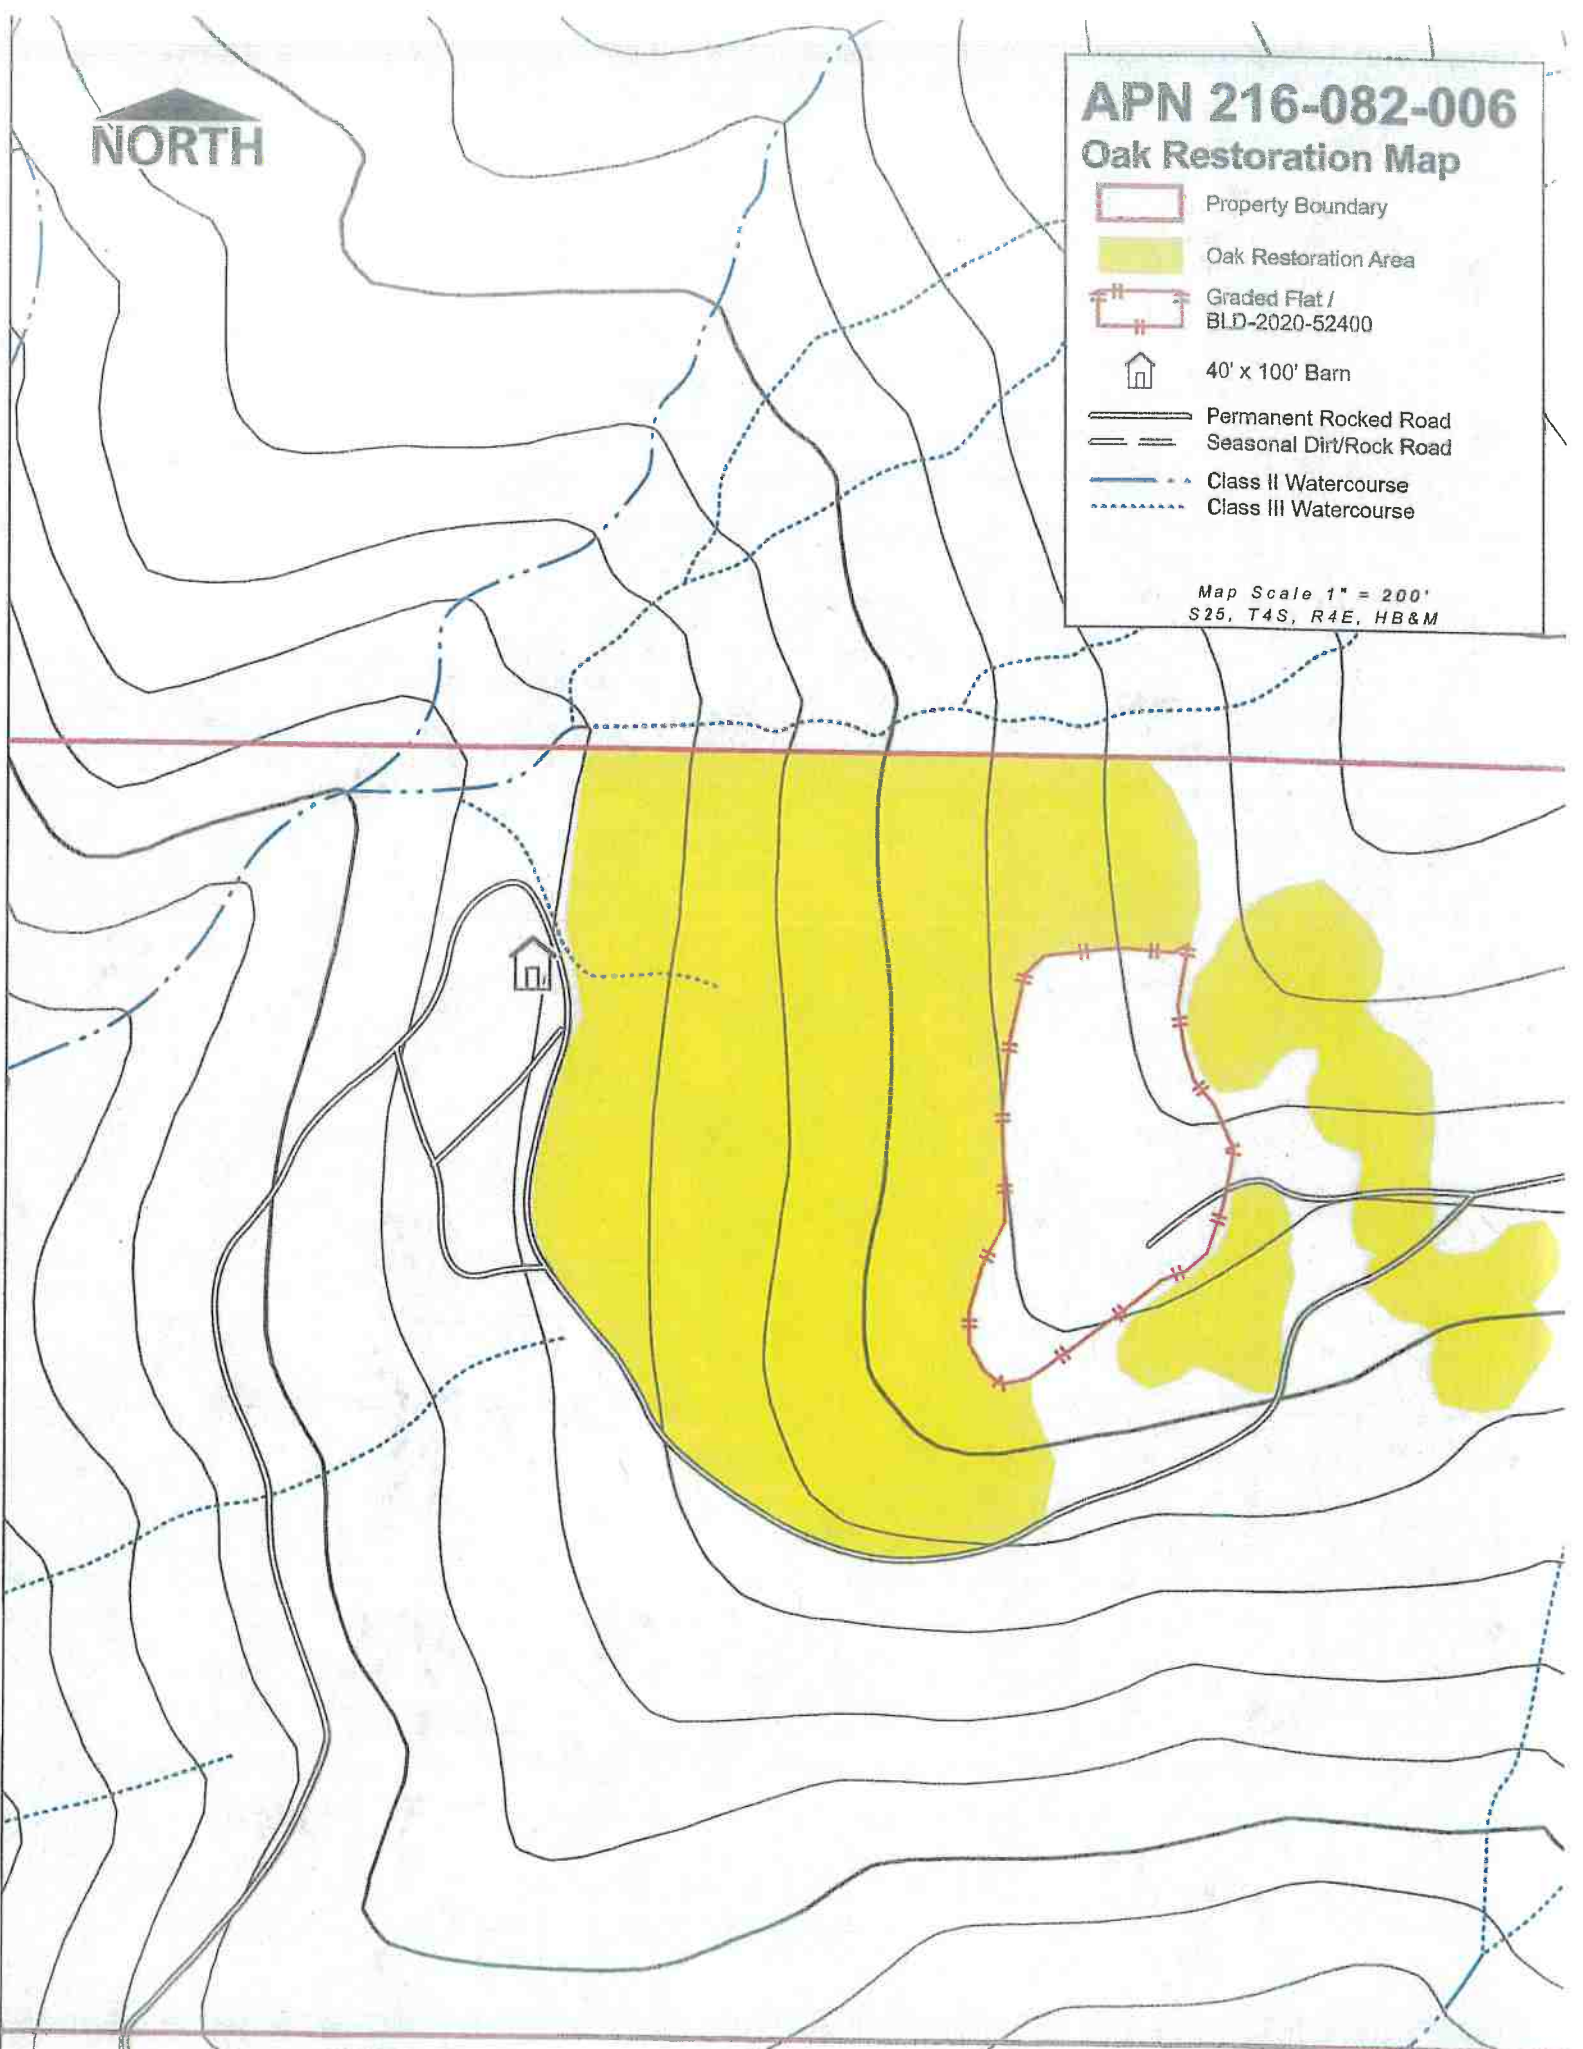 NORTH
APN 216-082-006
Oak Restoration Map
Property Boundary
Oak Restoration Area
Graded Flat /
BLD-2020-52400
40' x 100' Barn
Permanent Rocked Road
Seasonal Dirt/Rock Road
Class II Watercourse
Class III Watercourse
Map Scale 1" = 200'
S25, T4S, R4E, HB&M